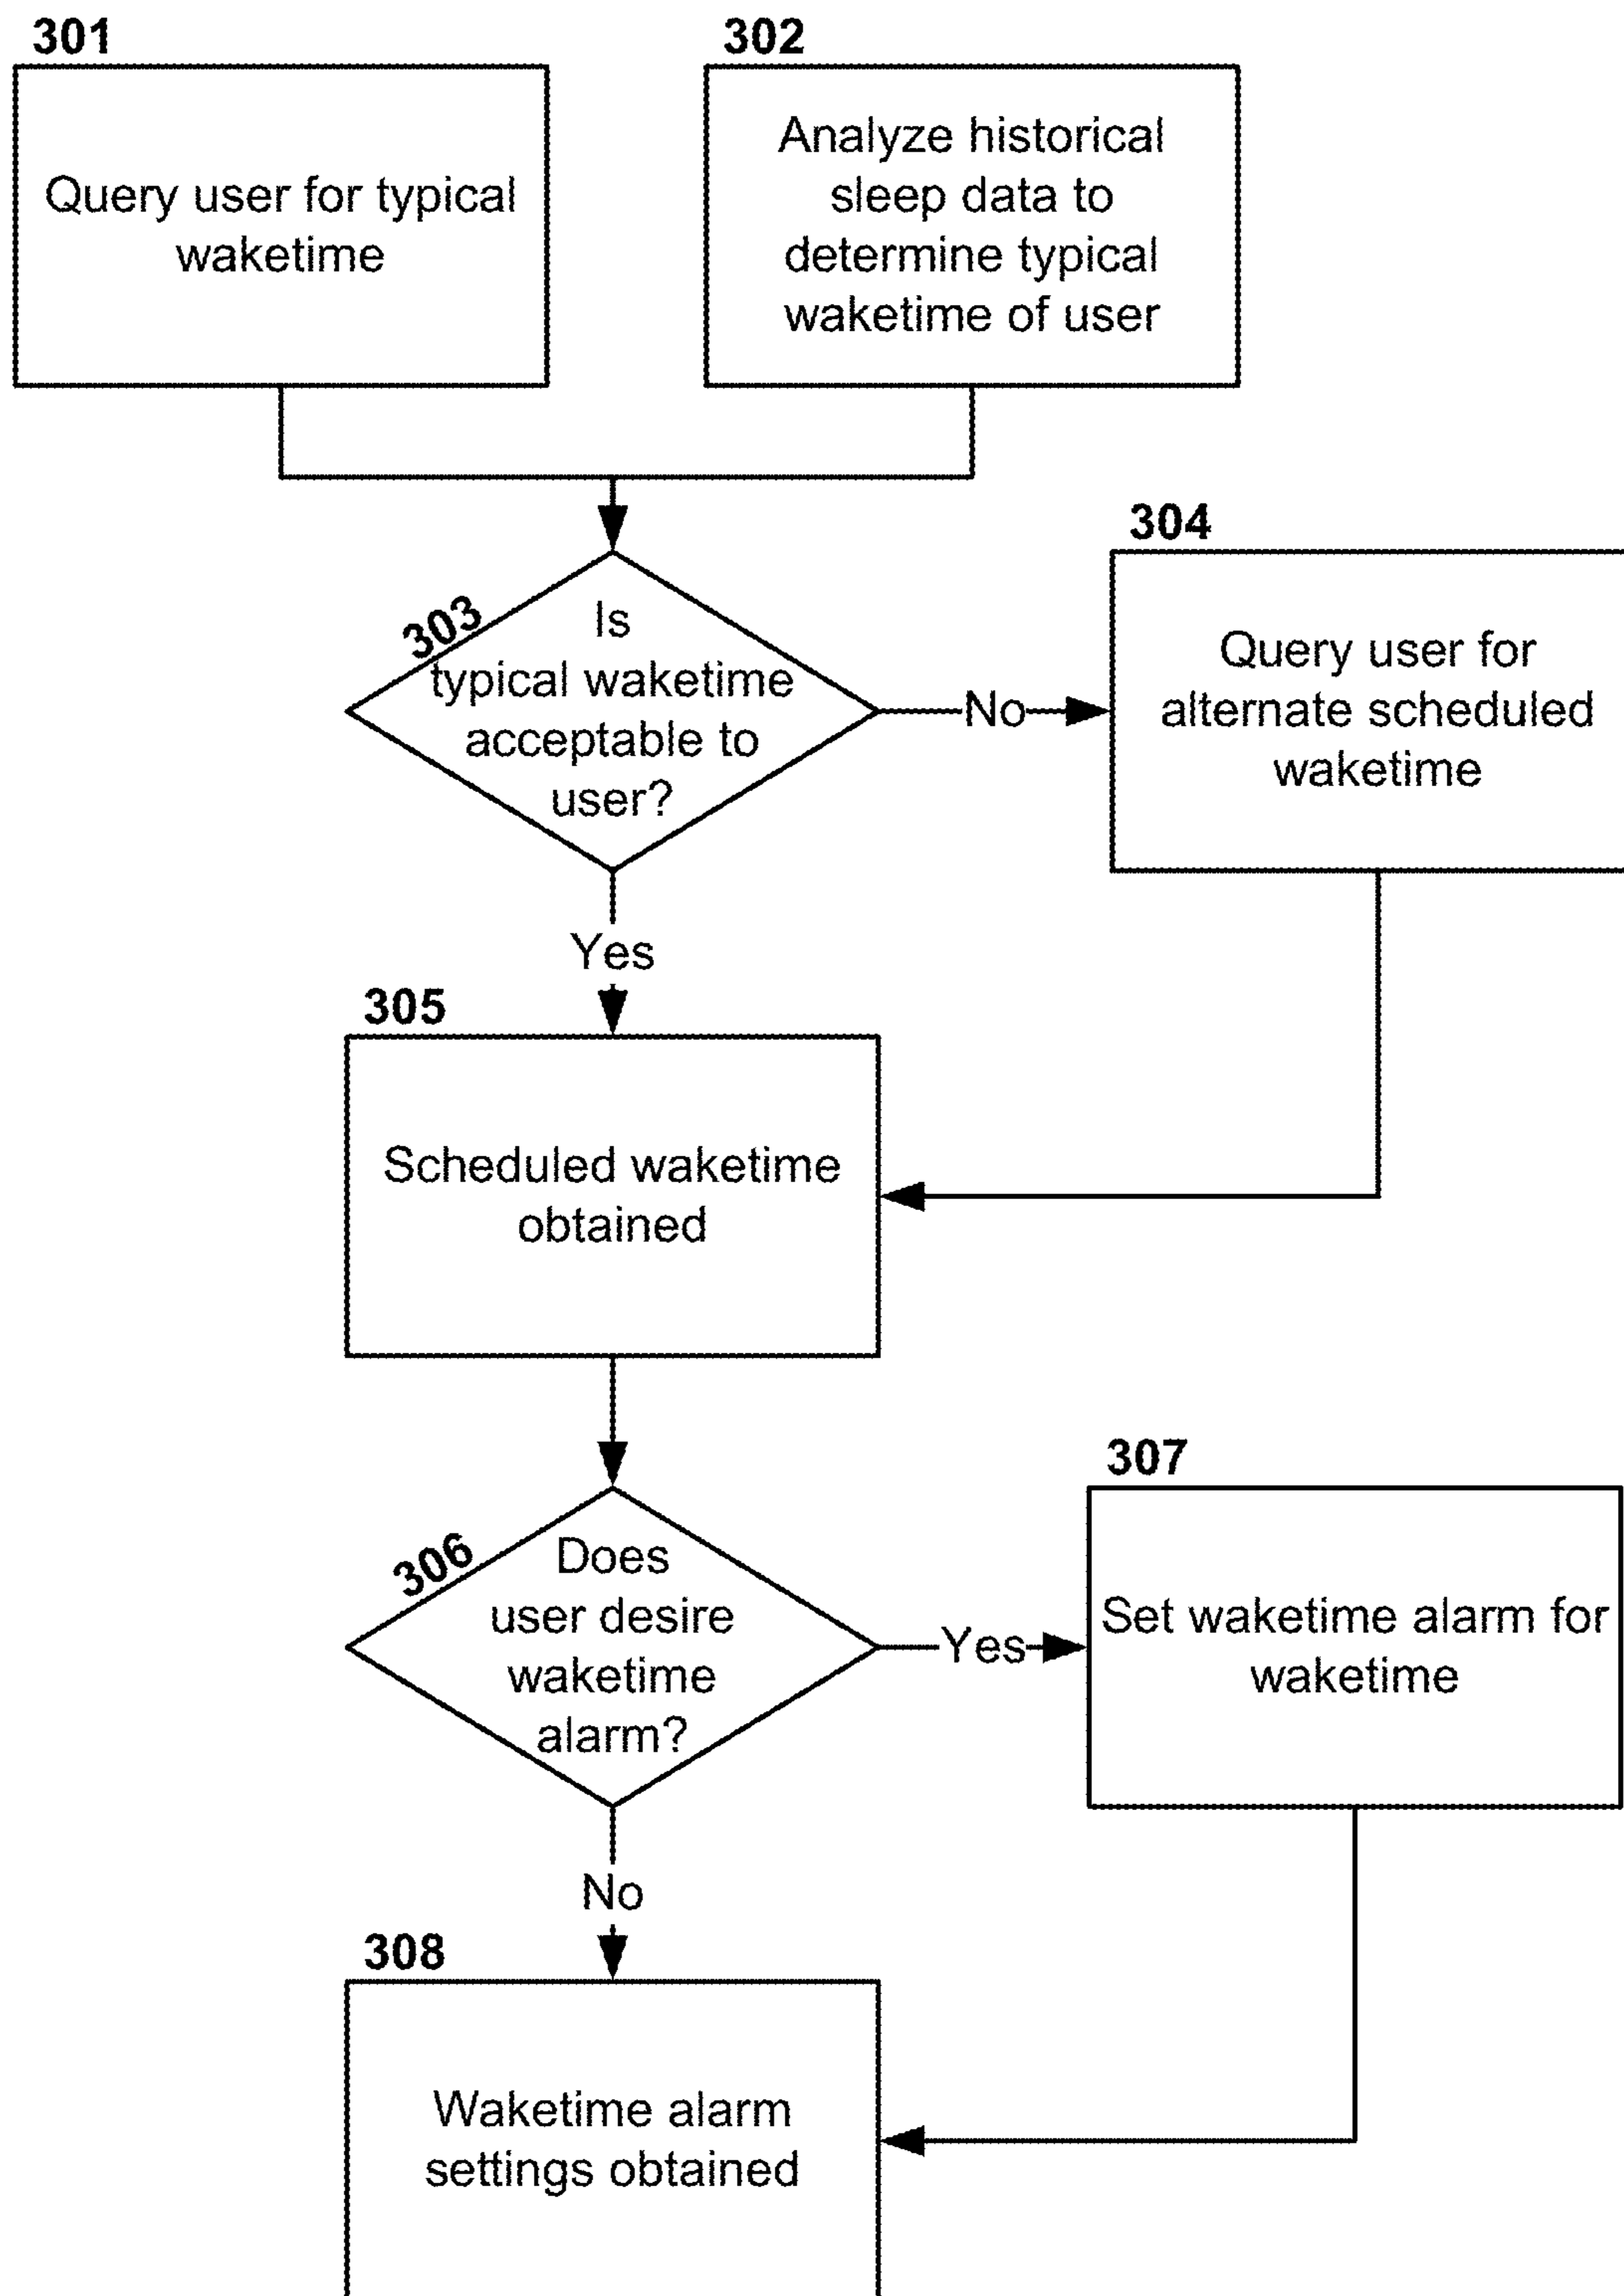 301
Query user for typical
waketime
302
Analyze historical
sleep data to
determine typical
waketime of user
303
Is
typical waketime
acceptable to
user?
No
304
Query user for
alternate scheduled
waketime
Yes
305
Scheduled waketime
obtained
306
Does
user desire
waketime
alarm?
Yes
307
Set waketime alarm for
waketime
No
308
Waketime alarm
settings obtained